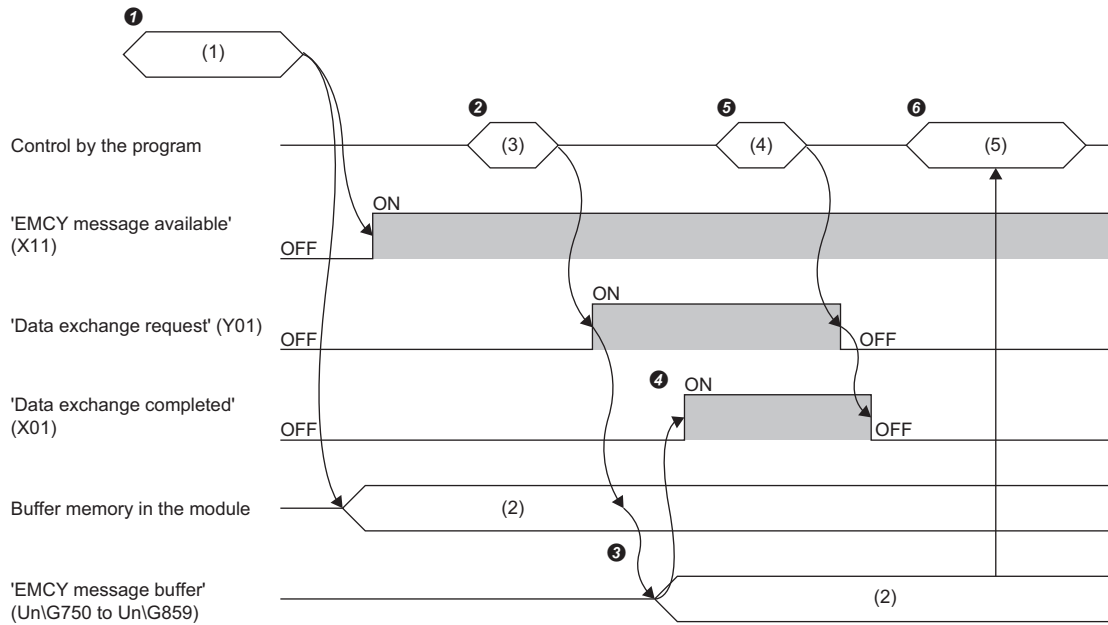 ❶
(1)
❷
❺
❻
Control by the program
(3)
(4)
(5)
ON
'EMCY message available'
(X11)
OFF
ON
'Data exchange request' (Y01)
OFF
OFF
❹
ON
'Data exchange completed'
(X01)
OFF
OFF
Buffer memory in the module
(2)
❸
'EMCY message buffer'
(Un\G750 to Un\G859)
(2)